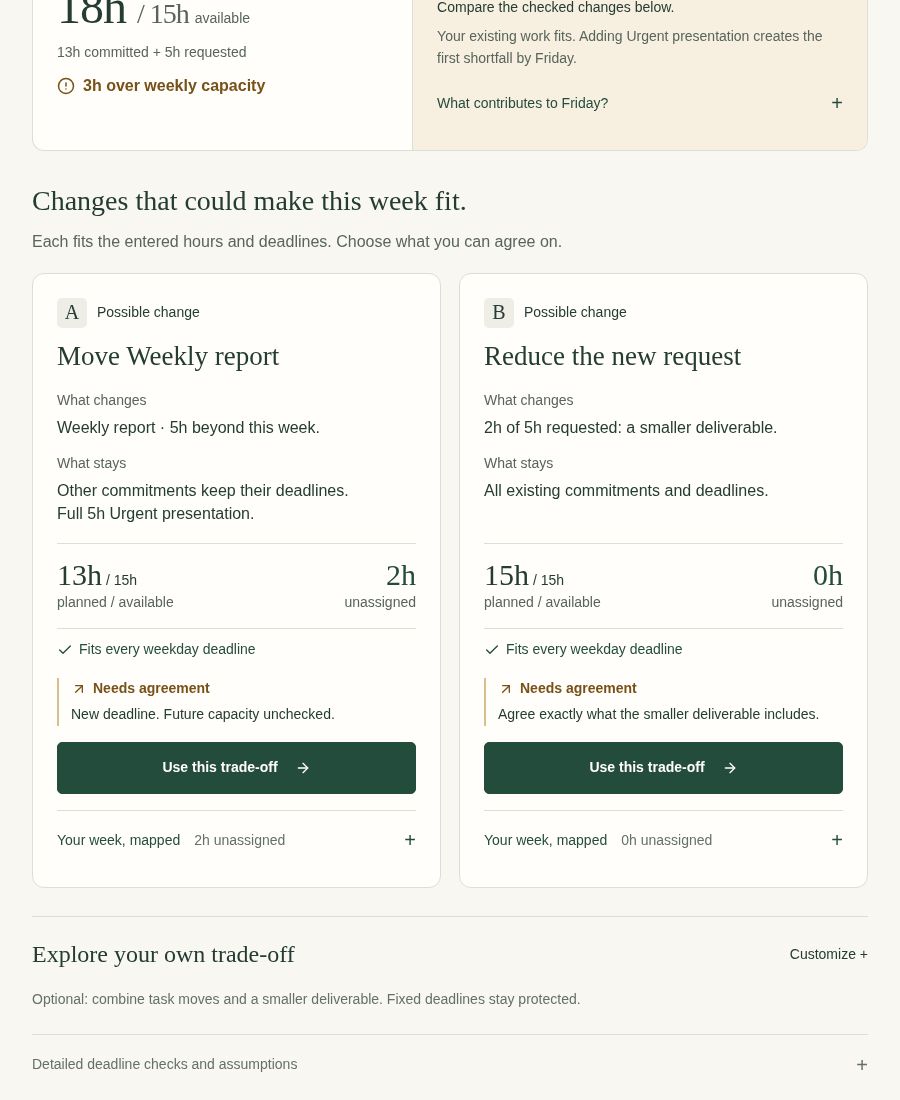 18h / 15h available
13h committed + 5h requested
3h over weekly capacity
Compare the checked changes below.
Your existing work fits. Adding Urgent presentation creates the
first shortfall by Friday.
What contributes to Friday? +
Changes that could make this week fit.
Each fits the entered hours and deadlines. Choose what you can agree on.
A Possible change
Move Weekly report
What changes
Weekly report · 5h beyond this week.
What stays
Other commitments keep their deadlines.
Full 5h Urgent presentation.
13h / 15h 2h
planned / available unassigned
Fits every weekday deadline
Needs agreement
New deadline. Future capacity unchecked.
Use this trade-off
Your week, mapped 2h unassigned +
B Possible change
Reduce the new request
What changes
2h of 5h requested: a smaller deliverable.
What stays
All existing commitments and deadlines.
15h / 15h 0h
planned / available unassigned
Fits every weekday deadline
Needs agreement
Agree exactly what the smaller deliverable includes.
Use this trade-off
Your week, mapped 0h unassigned +
Explore your own trade-off Customize +
Optional: combine task moves and a smaller deliverable. Fixed deadlines stay protected.
Detailed deadline checks and assumptions +